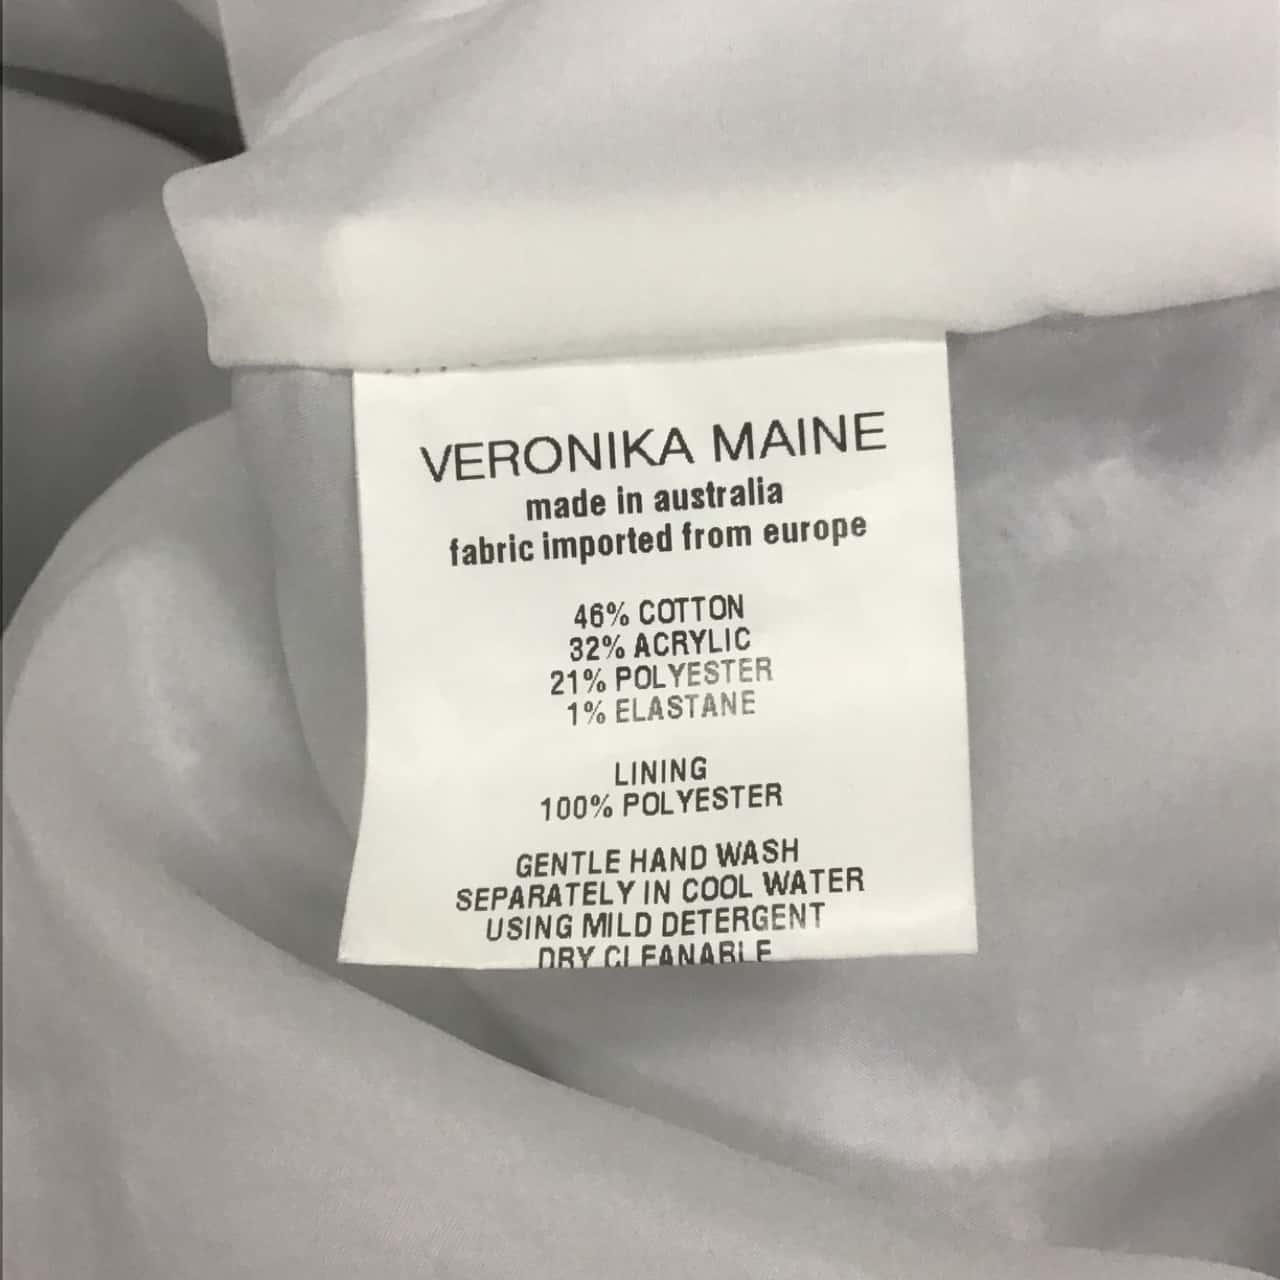 VERONIKA MAINE
made in australia
fabric imported from europe
46% COTTON
32% ACRYLIC
21% POLYESTER
1% ELASTANE
LINING
100% POLYESTER
GENTLE HAND WASH
SEPARATELY IN COOL WATER
USING MILD DETERGENT
DRY CLEANABLE